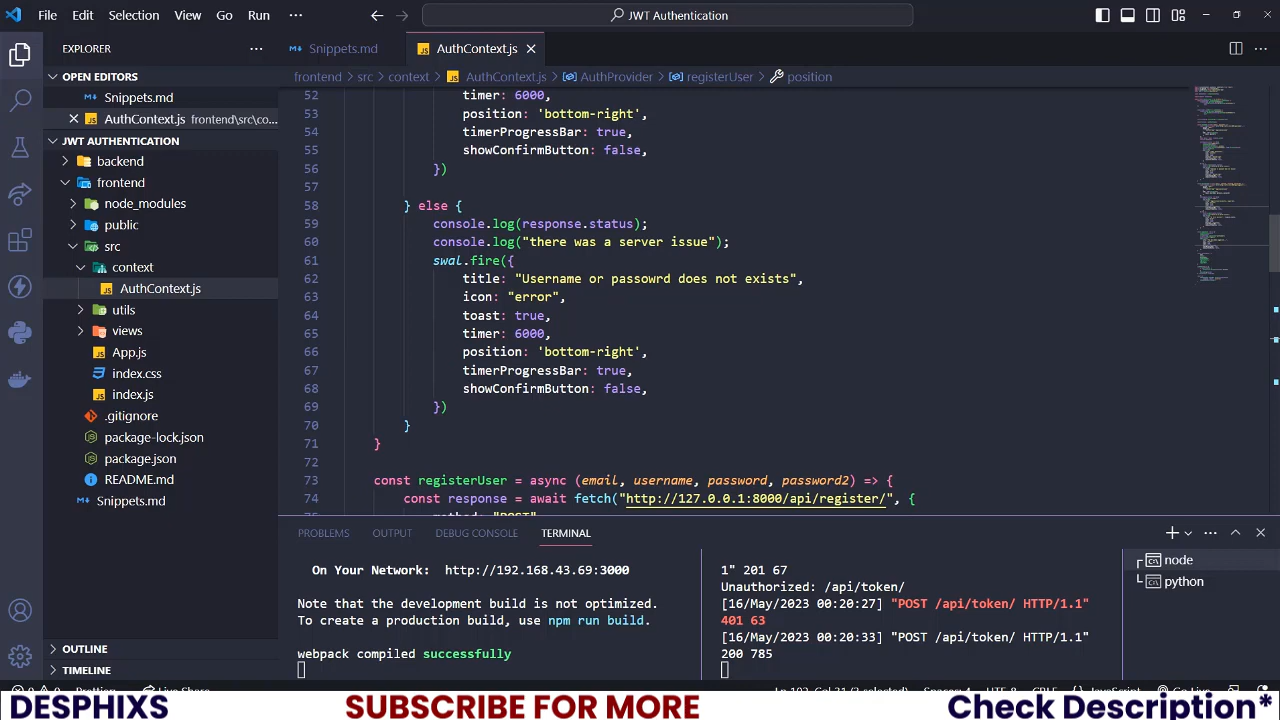 File Edit Selection View Go Run ··· JWT Authentication
EXPLORER ···
Snippets.md AuthContext.js
OPEN EDITORS
Snippets.md
AuthContext.js frontend\src\co...
JWT AUTHENTICATION
backend
frontend
node_modules
public
src
context
AuthContext.js
utils
views
App.js
index.css
index.js
.gitignore
package-lock.json
package.json
README.md
Snippets.md
OUTLINE
TIMELINE
frontend > src > context > AuthContext.js > AuthProvider > registerUser > position
52 timer: 6000,
53 position: 'bottom-right',
54 timerProgressBar: true,
55 showConfirmButton: false,
56 })
57
58 } else {
59 console.log(response.status);
60 console.log("there was a server issue");
61 swal.fire({
62 title: "Username or passowrd does not exists",
63 icon: "error",
64 toast: true,
65 timer: 6000,
66 position: 'bottom-right',
67 timerProgressBar: true,
68 showConfirmButton: false,
69 })
70 }
71 }
72
73 const registerUser = async (email, username, password, password2) => {
74 const response = await fetch("http://127.0.0.1:8000/api/register/", {
75 method: "POST"
PROBLEMS OUTPUT DEBUG CONSOLE TERMINAL
On Your Network: http://192.168.43.69:3000
Note that the development build is not optimized.
To create a production build, use npm run build.
webpack compiled successfully
1" 201 67
Unauthorized: /api/token/
[16/May/2023 00:20:27] "POST /api/token/ HTTP/1.1"
401 63
[16/May/2023 00:20:33] "POST /api/token/ HTTP/1.1"
200 785
node
python
DESPHIXS SUBSCRIBE FOR MORE Check Description*